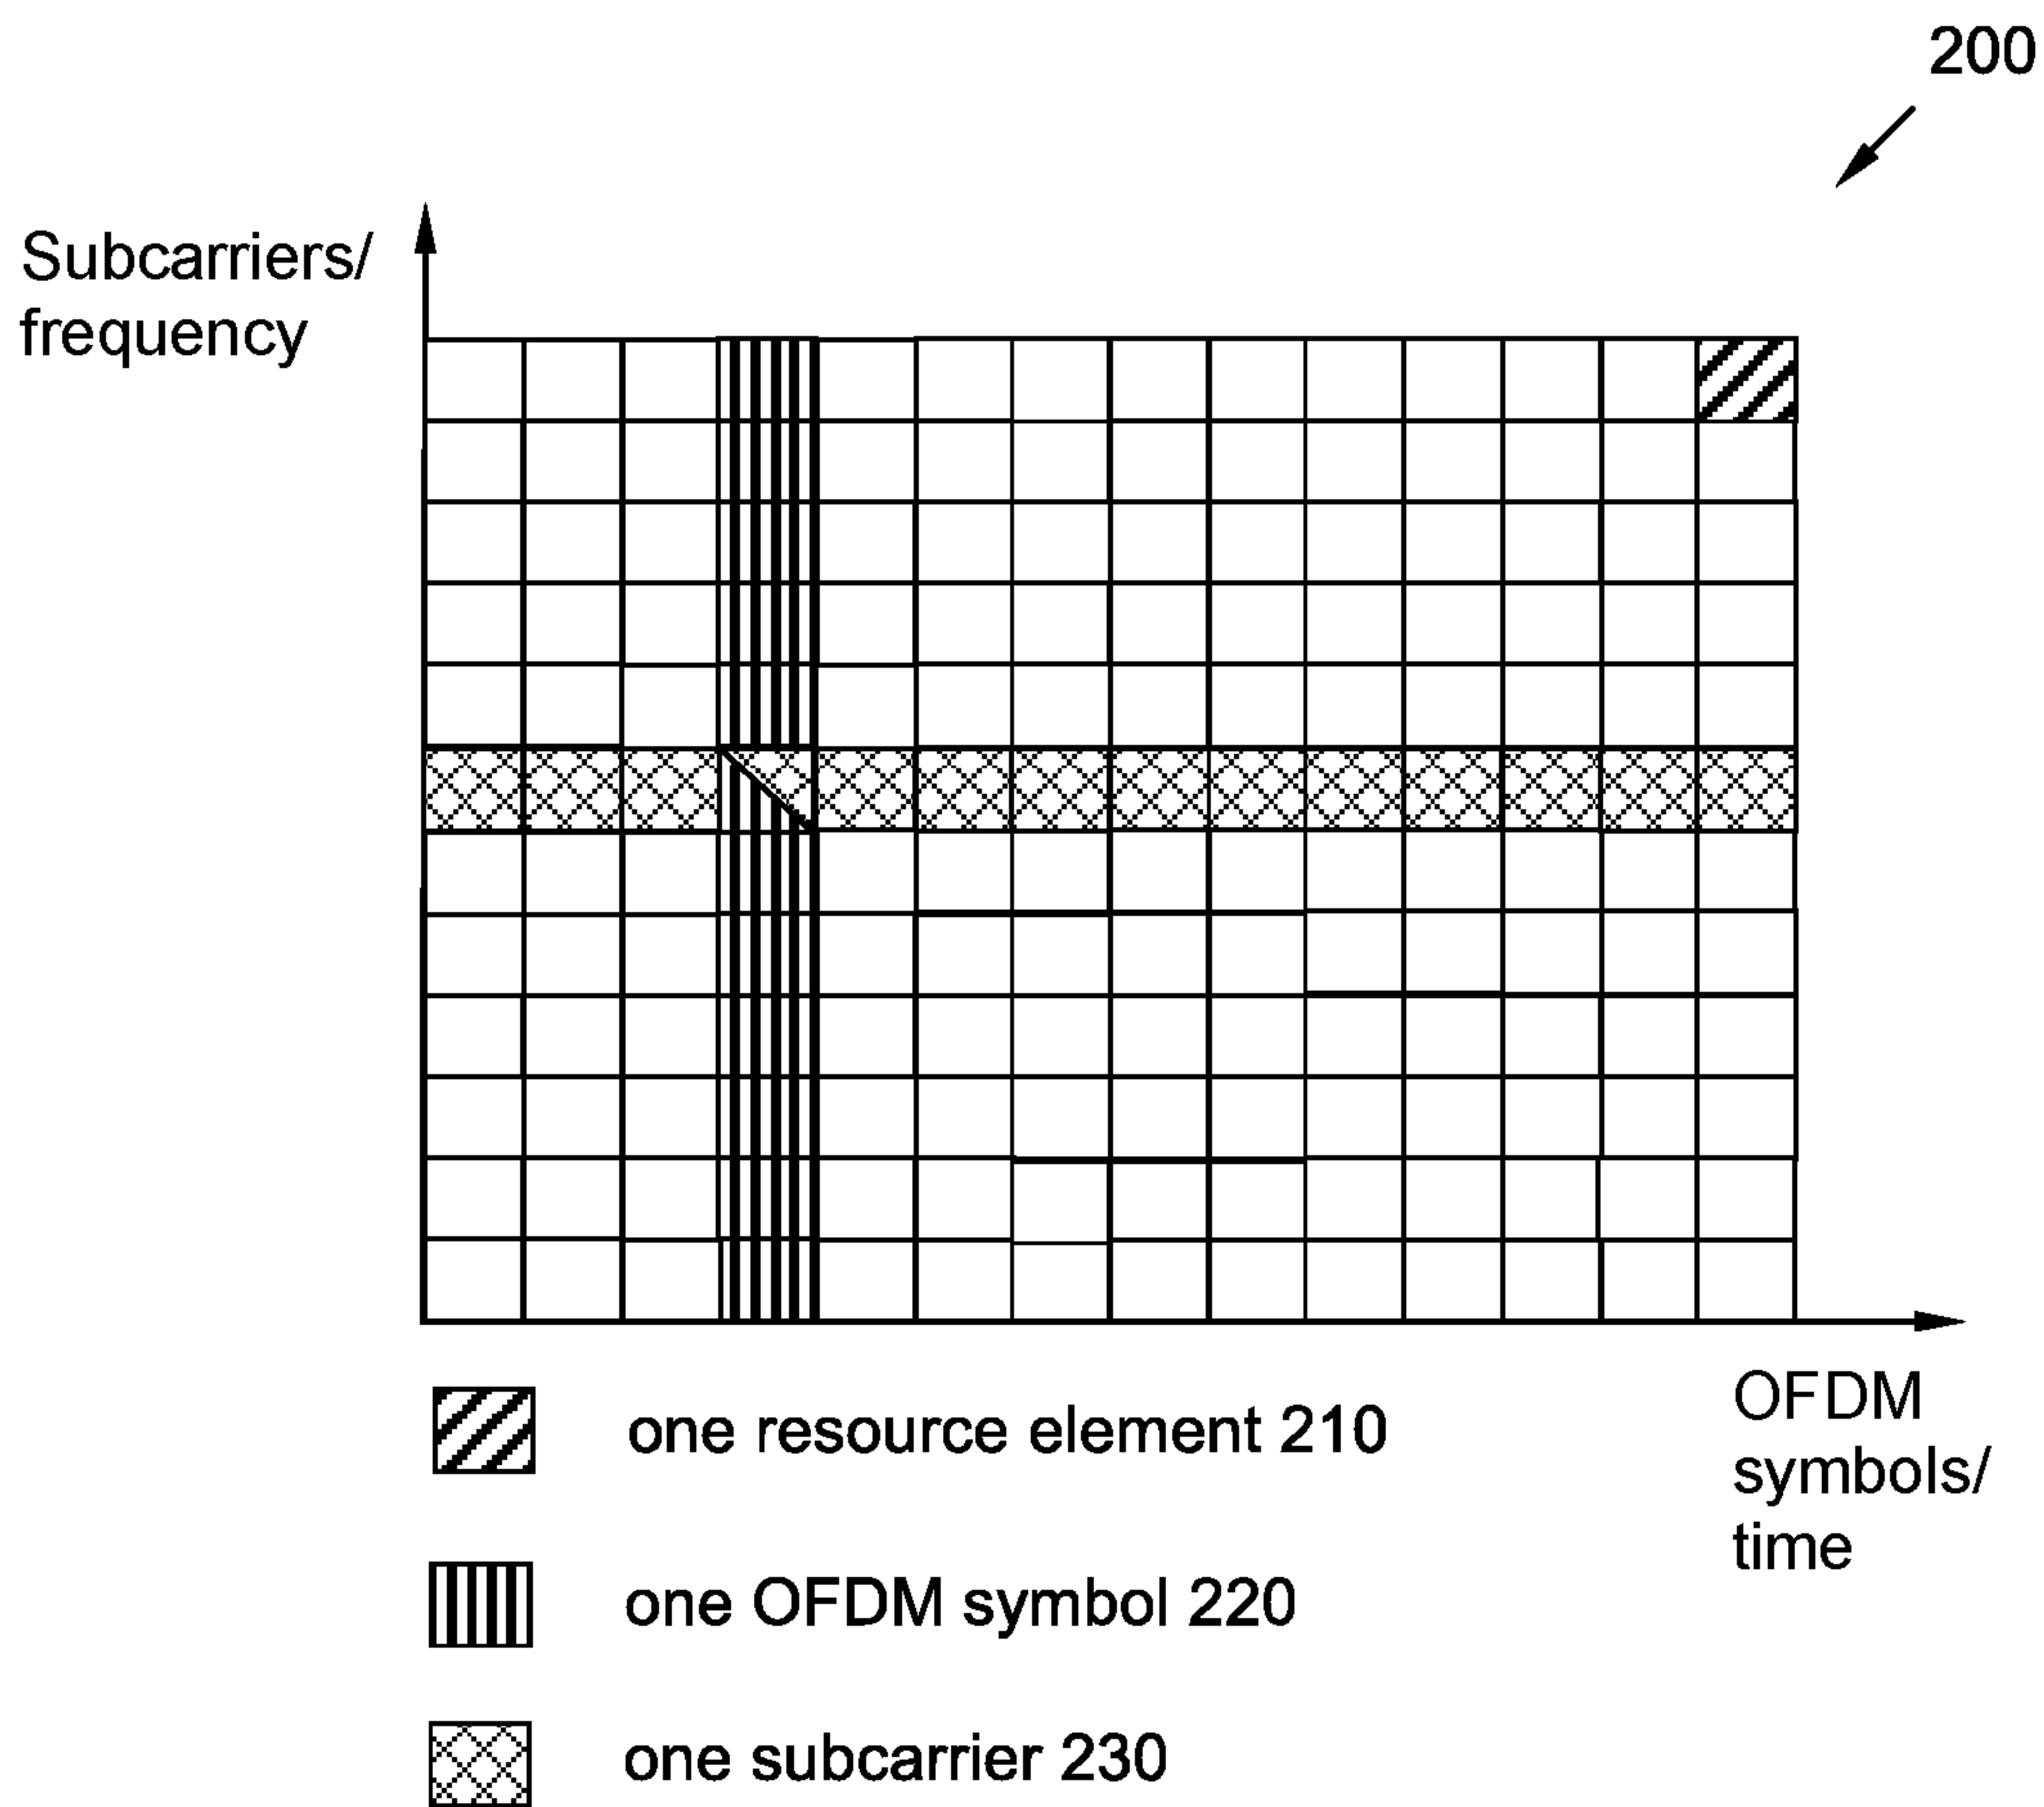 200
Subcarriers/
frequency
OFDM
symbols/
time
one resource element 210
one OFDM symbol 220
one subcarrier 230